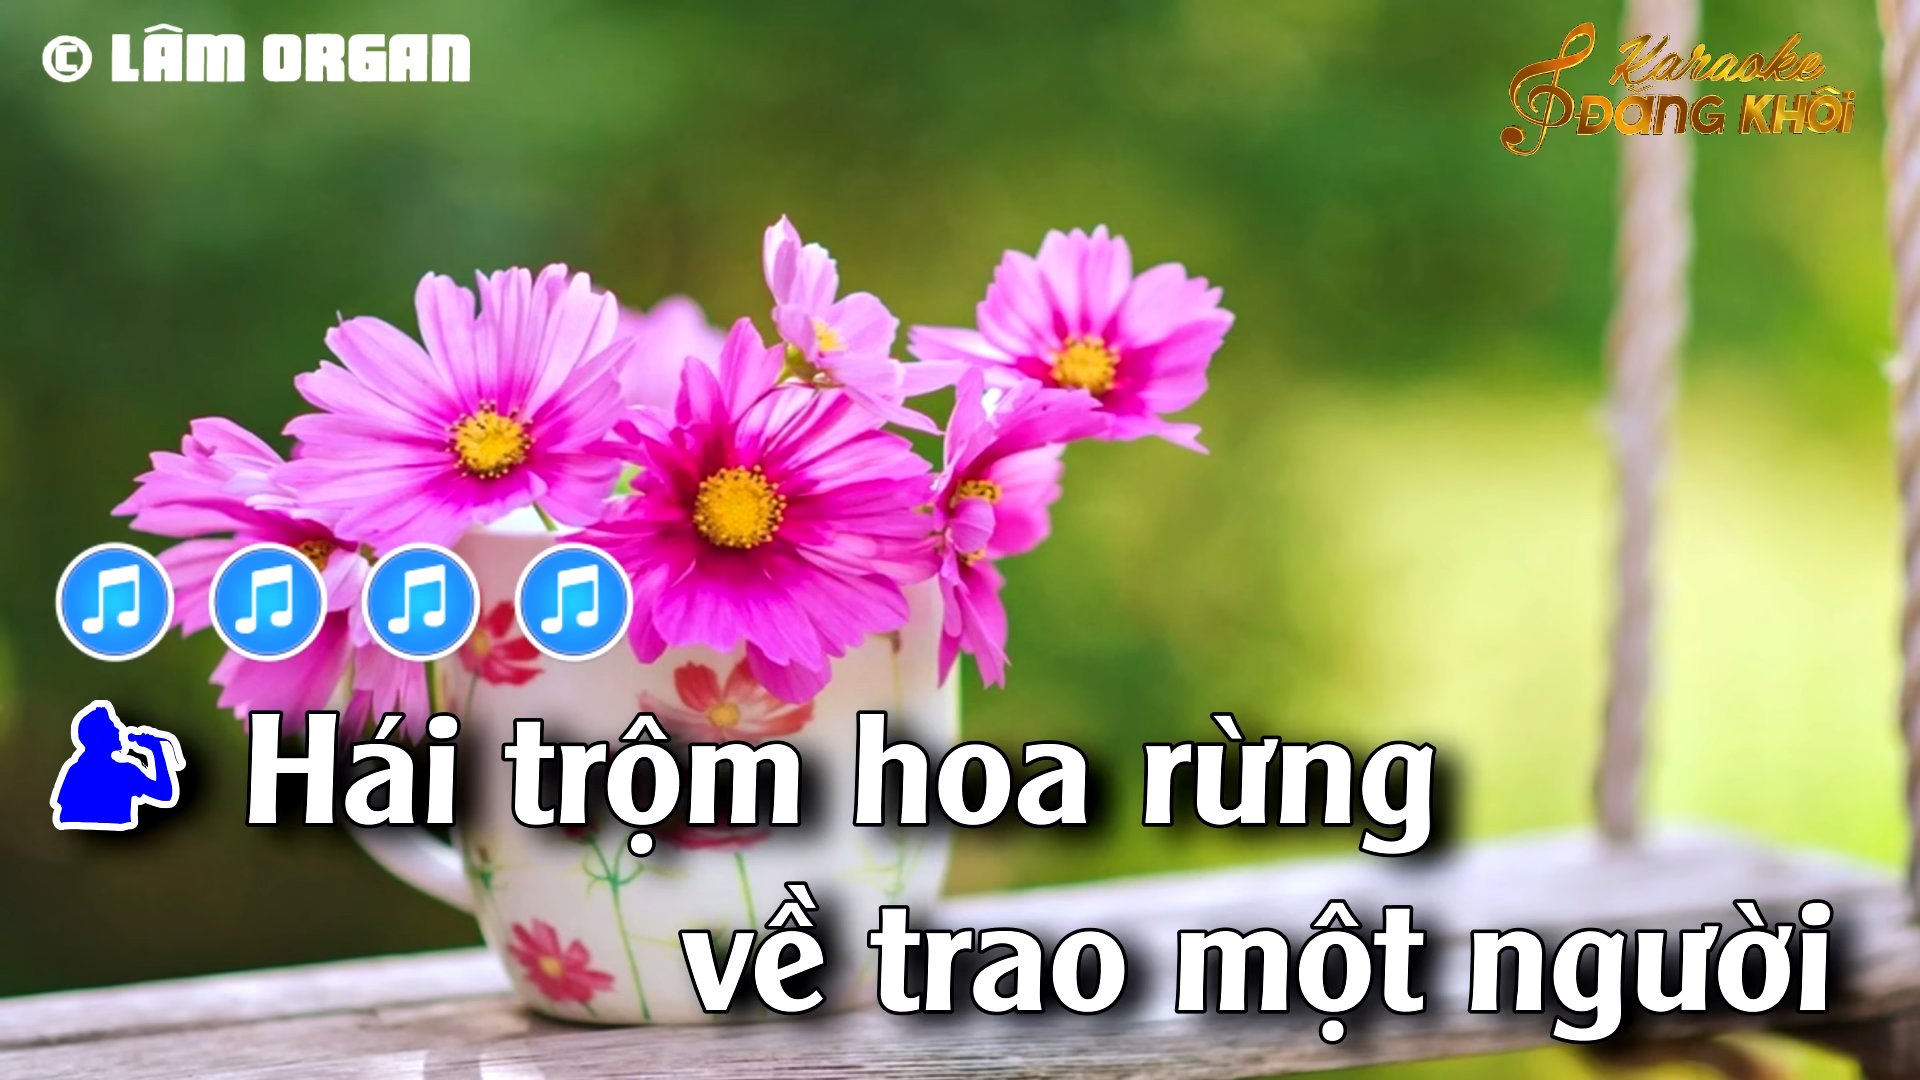 © LÂM ORGAN
Karaoke
ĐĂNG KHÔI
Hái trộm hoa rừng
về trao một người